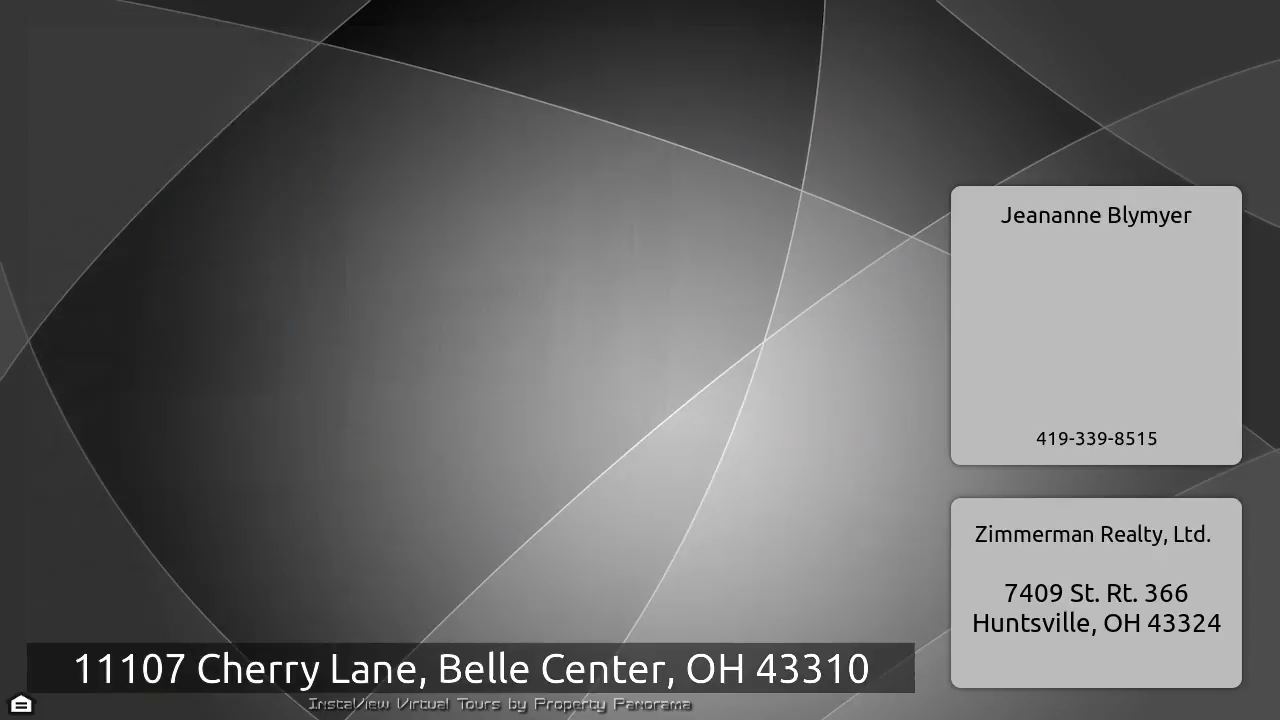 Jeananne Blymyer
419-339-8515
Zimmerman Realty, Ltd.
7409 St. Rt. 366
Huntsville, OH 43324
11107 Cherry Lane, Belle Center, OH 43310
InstaView Virtual Tours by Property Panorama